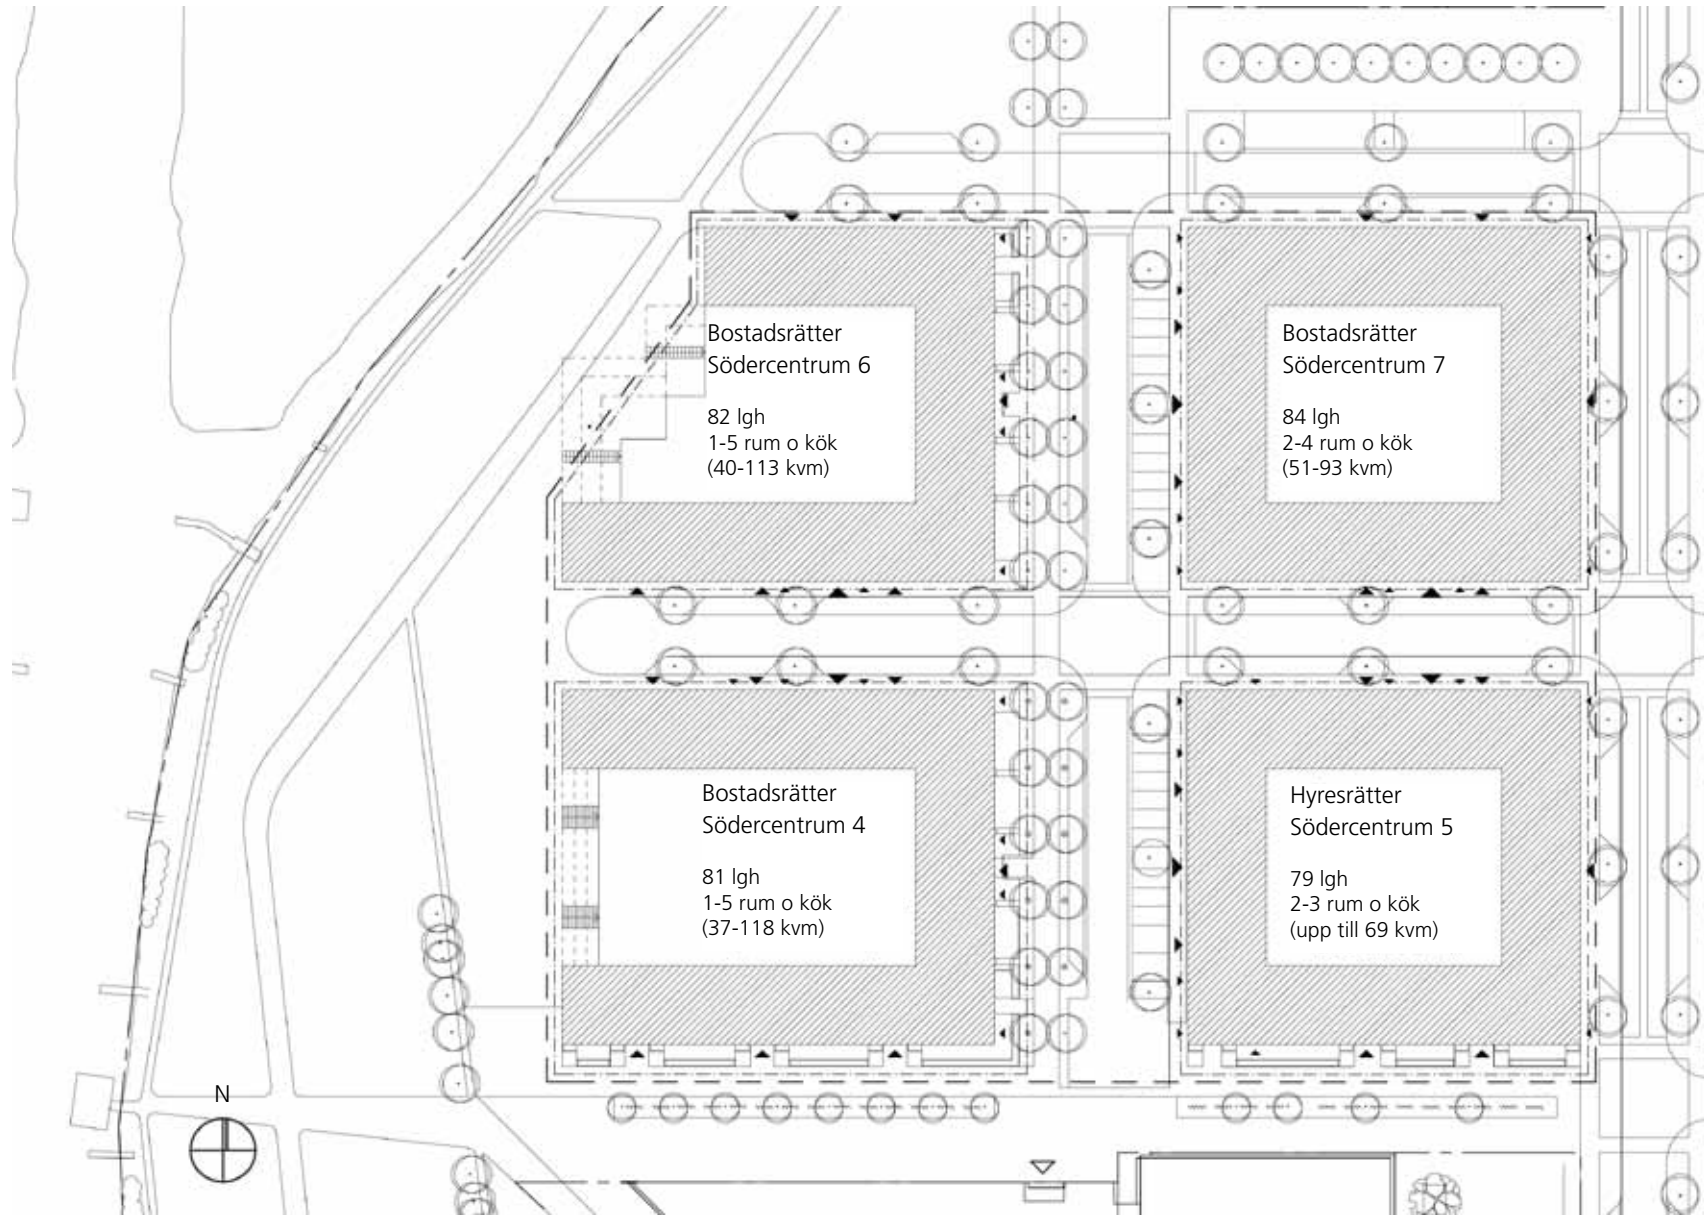 Bostadsrätter
Södercentrum 6
82 lgh
1-5 rum o kök
(40-113 kvm)
Bostadsrätter
Södercentrum 7
84 lgh
2-4 rum o kök
(51-93 kvm)
Bostadsrätter
Södercentrum 4
81 lgh
1-5 rum o kök
(37-118 kvm)
Hyresrätter
Södercentrum 5
79 lgh
2-3 rum o kök
(upp till 69 kvm)
N